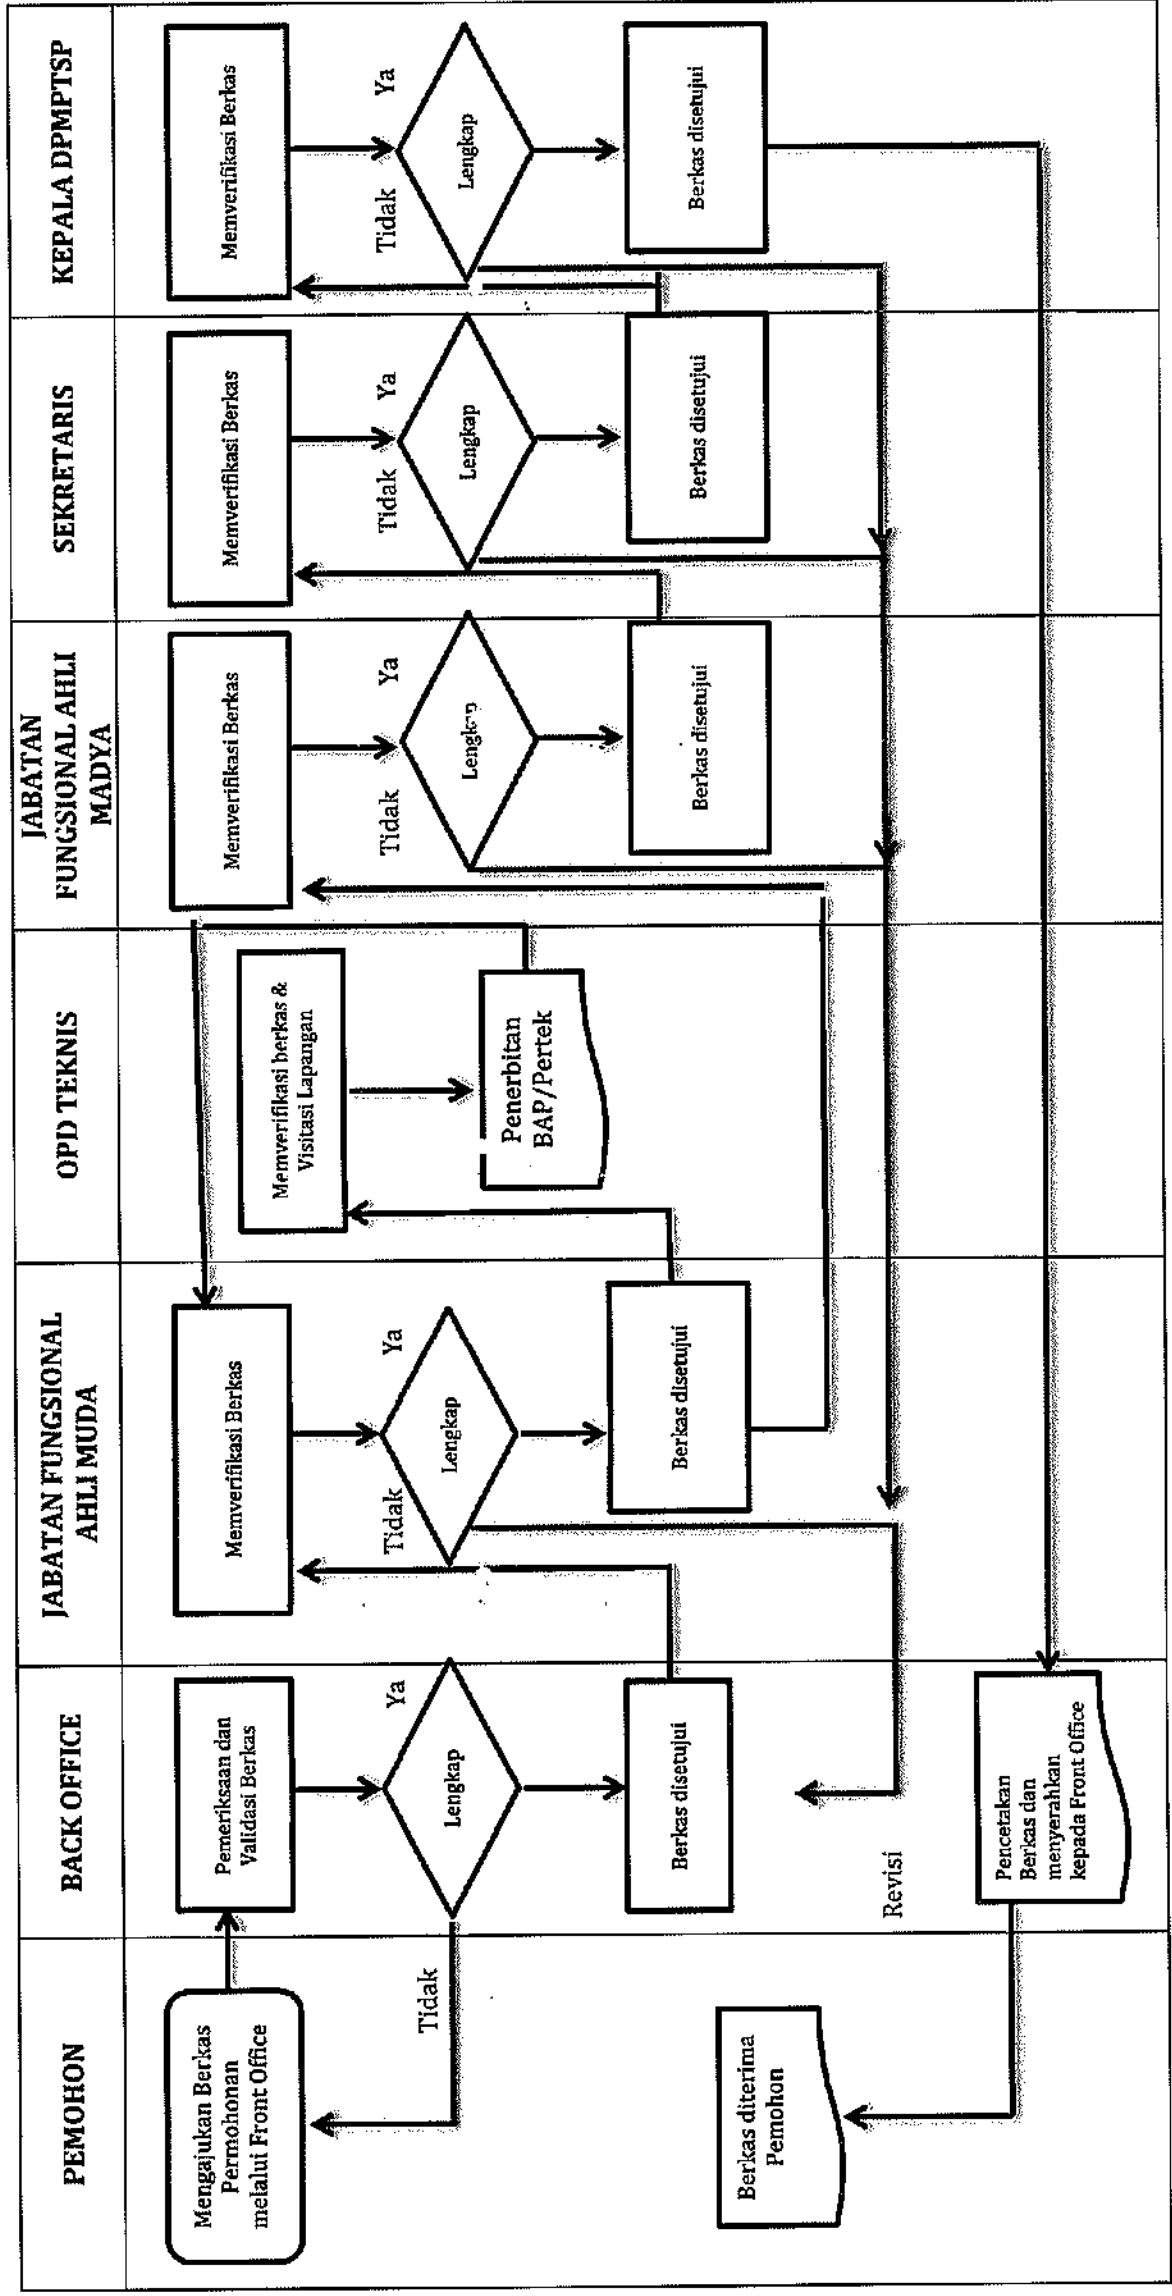 PEMOHON
BACK OFFICE
JABATAN FUNGSIONAL
AHLI MUDA
OPD TEKNIS
JABATAN
FUNGSIONAL AHLI
MADYA
SEKRETARIS
KEPALA DPMPTSP
Mengajukan Berkas
Permohonan
melalui Front Office
Tidak
Berkas diterima
Pemohon
Pemeriksaan dan
Validasi Berkas
Ya
Lengkap
Berkas disetujui
Revisi
Pencetakan
Berkas dan
menyerahkan
kepada Front Office
Memverifikasi Berkas
Tidak
Ya
Lengkap
Berkas disetujui
Memverifikasi berkas &
Visitasi Lapangan
Penerbitan
BAP/Pertek
Memverifikasi Berkas
Tidak
Ya
Lengkap
Berkas disetujui
Memverifikasi Berkas
Tidak
Ya
Lengkap
Berkas disetujui
Memverifikasi Berkas
Tidak
Ya
Lengkap
Berkas disetujui